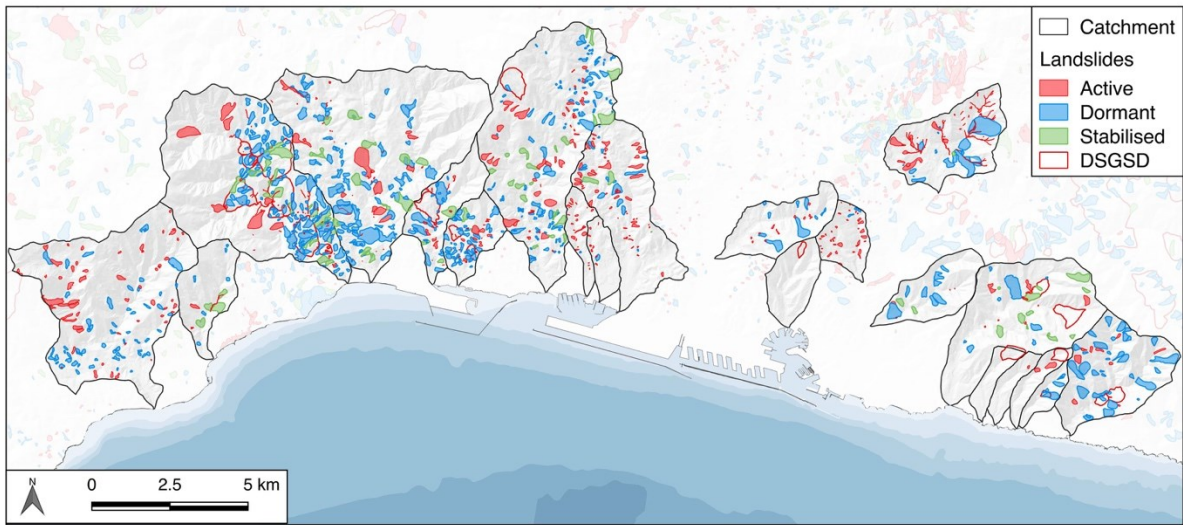 Catchment
Landslides
Active
Dormant
Stabilised
DSGSD
N
0 2.5 5 km